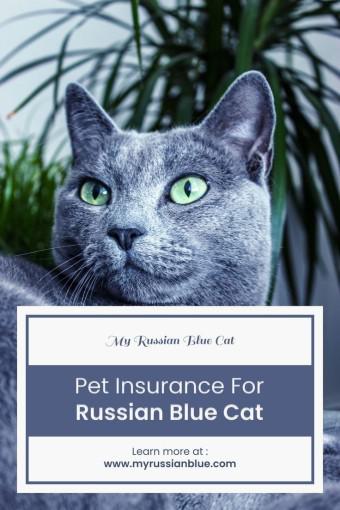 My Russian Blue Cat
Pet Insurance For
Russian Blue Cat
Learn more at :
www.myrussianblue.com